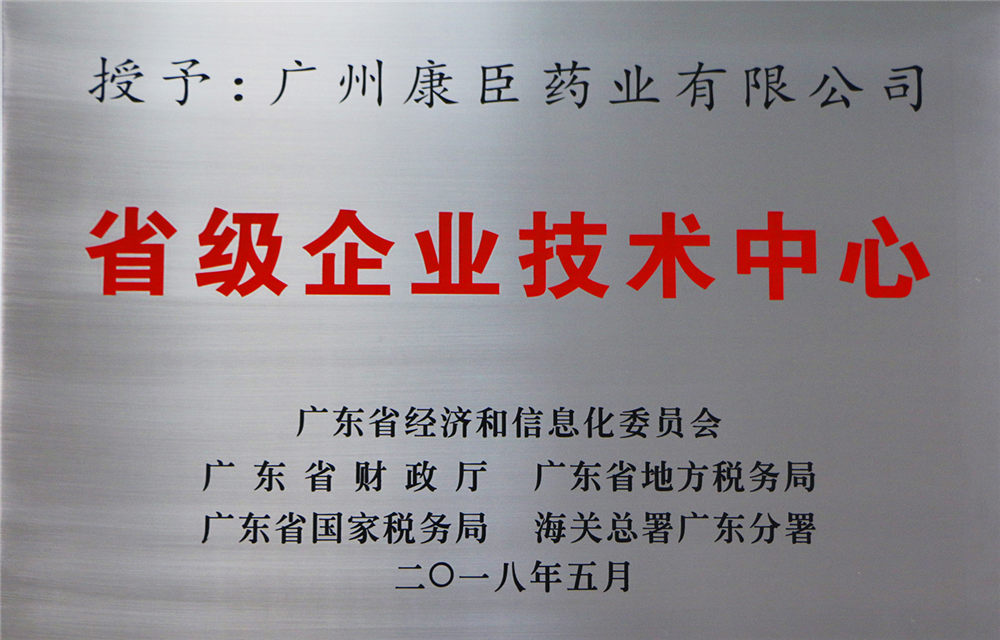 授予:广州康臣药业有限公司
省级企业技术中心
广东省经济和信息化委员会
广东省财政厅 广东省地方税务局
广东省国家税务局 海关总署广东分署
二〇一八年五月